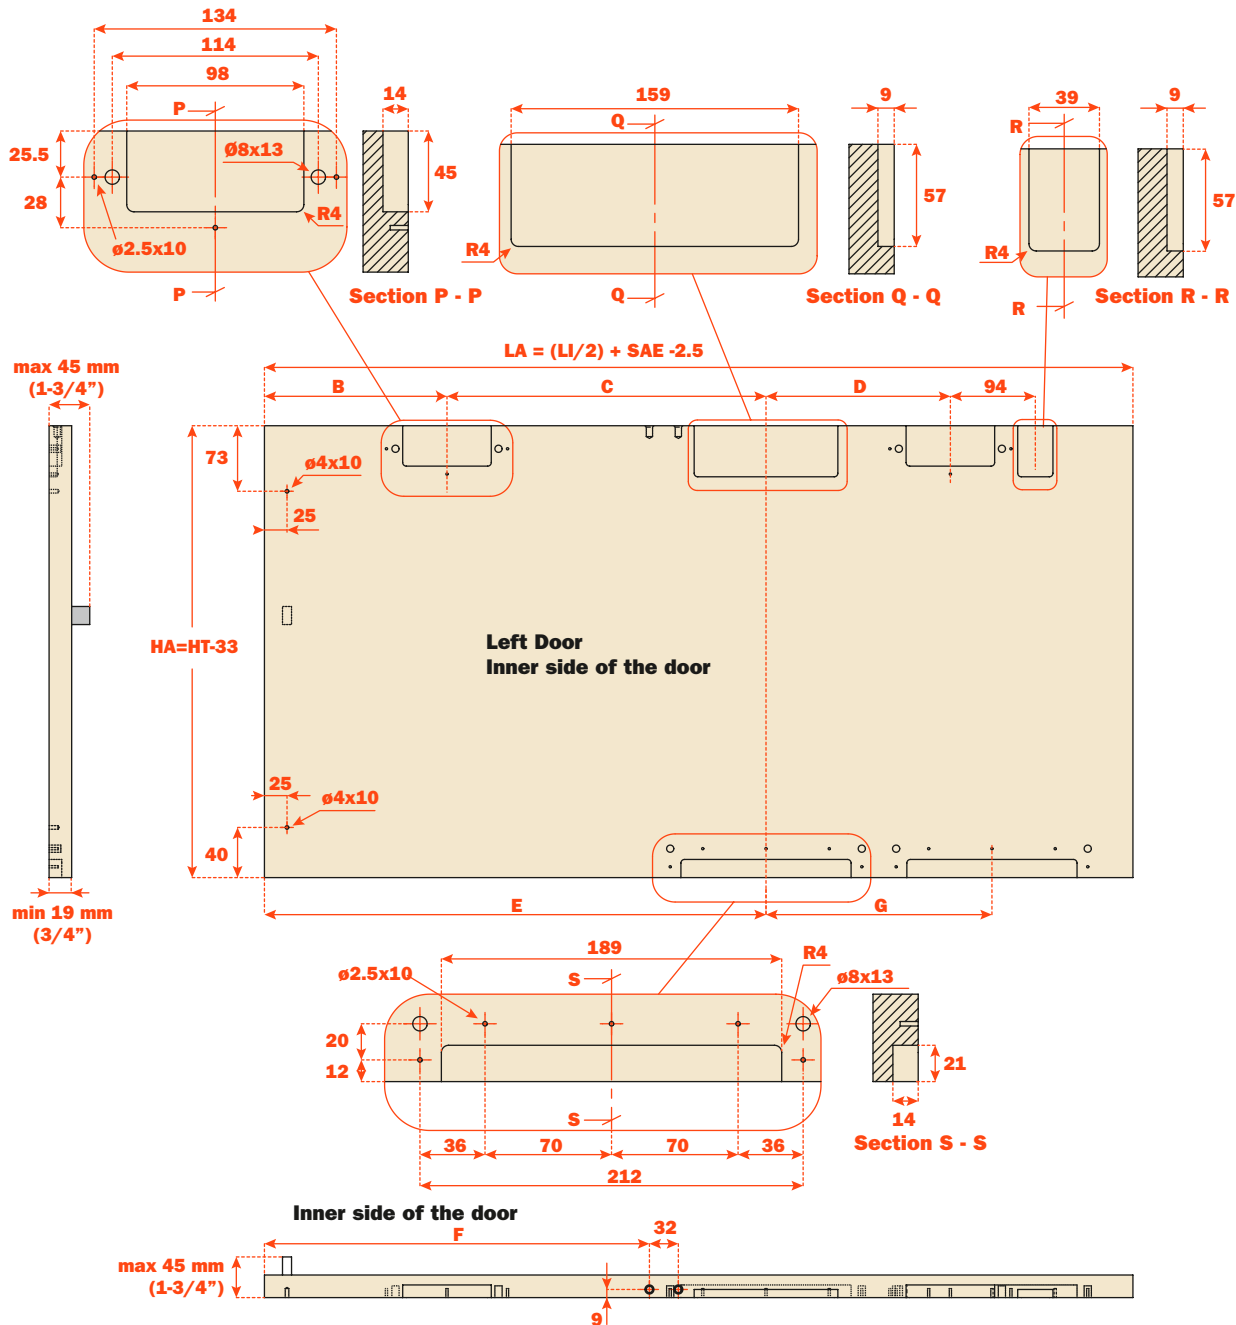 134
114
98
P
14
25.5
Ø8x13
45
28
R4
ø2.5x10
P
Section P - P
159
Q
9
57
R4
Q
Section Q - Q
39
R
9
57
R4
R
Section R - R
max 45 mm
(1-3/4”)
LA = (LI/2) + SAE -2.5
B
C
D
94
73
ø4x10
25
HA=HT-33
Left Door
Inner side of the door
25
ø4x10
40
min 19 mm
(3/4”)
E
G
189
R4
ø2.5x10
S
ø8x13
20
12
21
S
14
36
70
70
36
Section S - S
212
Inner side of the door
F
32
max 45 mm
(1-3/4”)
9